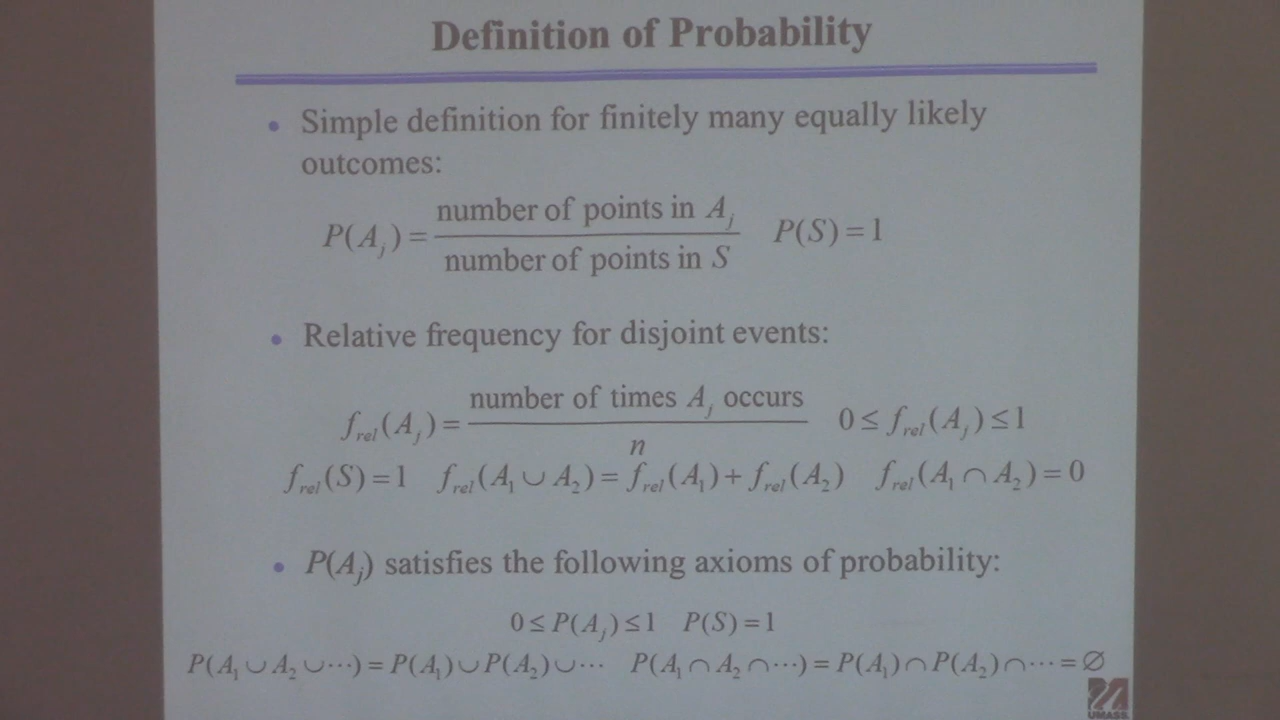 Definition of Probability
• Simple definition for finitely many equally likely
outcomes:
P(A_j) = number of points in A_j / number of points in S P(S) = 1
• Relative frequency for disjoint events:
f_rel(A_j) = number of times A_j occurs / n 0 ≤ f_rel(A_j) ≤ 1
f_rel(S) = 1 f_rel(A_1 ∪ A_2) = f_rel(A_1) + f_rel(A_2) f_rel(A_1 ∩ A_2) = 0
• P(A_j) satisfies the following axioms of probability:
0 ≤ P(A_j) ≤ 1 P(S) = 1
P(A_1 ∪ A_2 ∪ ⋯) = P(A_1) ∪ P(A_2) ∪ ⋯ P(A_1 ∩ A_2 ∩ ⋯) = P(A_1) ∩ P(A_2) ∩ ⋯ = ∅
UMASS